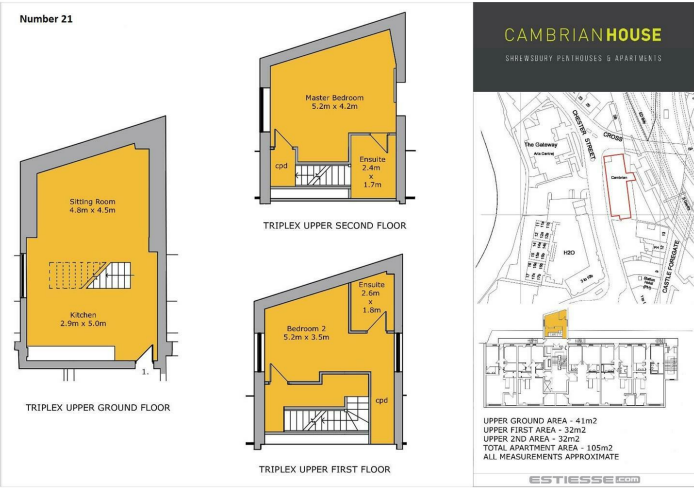 Number 21
CAMBRIAN HOUSE
SHREWSBURY PENTHOUSES & APARTMENTS
Master Bedroom
5.2m x 4.2m
cpd
Ensuite
2.4m
x
1.7m
TRIPLEX UPPER SECOND FLOOR
Sitting Room
4.8m x 4.5m
Kitchen
2.9m x 5.0m
1.
TRIPLEX UPPER GROUND FLOOR
Ensuite
2.6m
x
1.8m
Bedroom 2
5.2m x 3.5m
cpd
TRIPLEX UPPER FIRST FLOOR
CHESTER STREET
CROSS
The Gateway
Arts Central
Cambrian
H2O
CASTLE FOREGATE
UPPER GROUND AREA - 41m2
UPPER FIRST AREA - 32m2
UPPER 2ND AREA - 32m2
TOTAL APARTMENT AREA - 105m2
ALL MEASUREMENTS APPROXIMATE
ESTIESSE.com